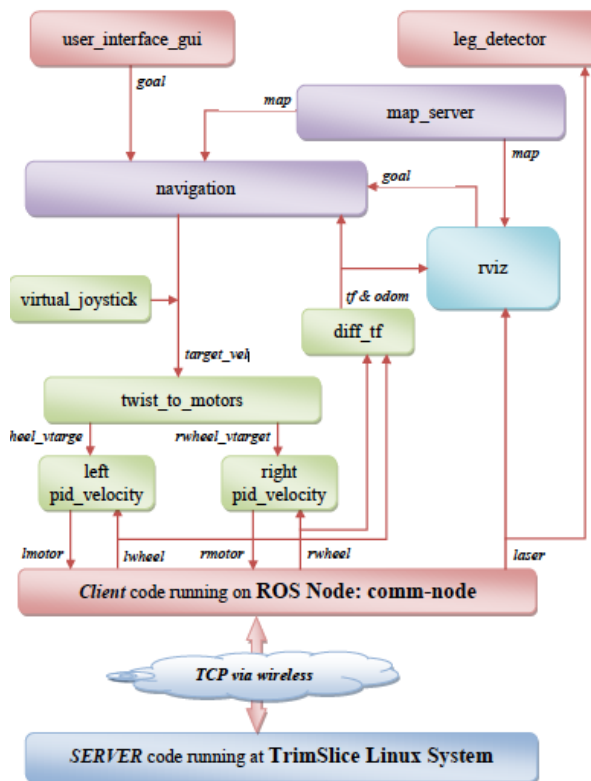 user_interface_gui
leg_detector
goal
map
map_server
map
navigation
goal
rviz
virtual_joystick
tf & odom
diff_tf
target_vel
twist_to_motors
heel_vtarge
rwheel_vtarget
left
pid_velocity
right
pid_velocity
lmotor
lwheel
rmotor
rwheel
laser
Client code running on ROS Node: comm-node
TCP via wireless
SERVER code running at TrimSlice Linux System